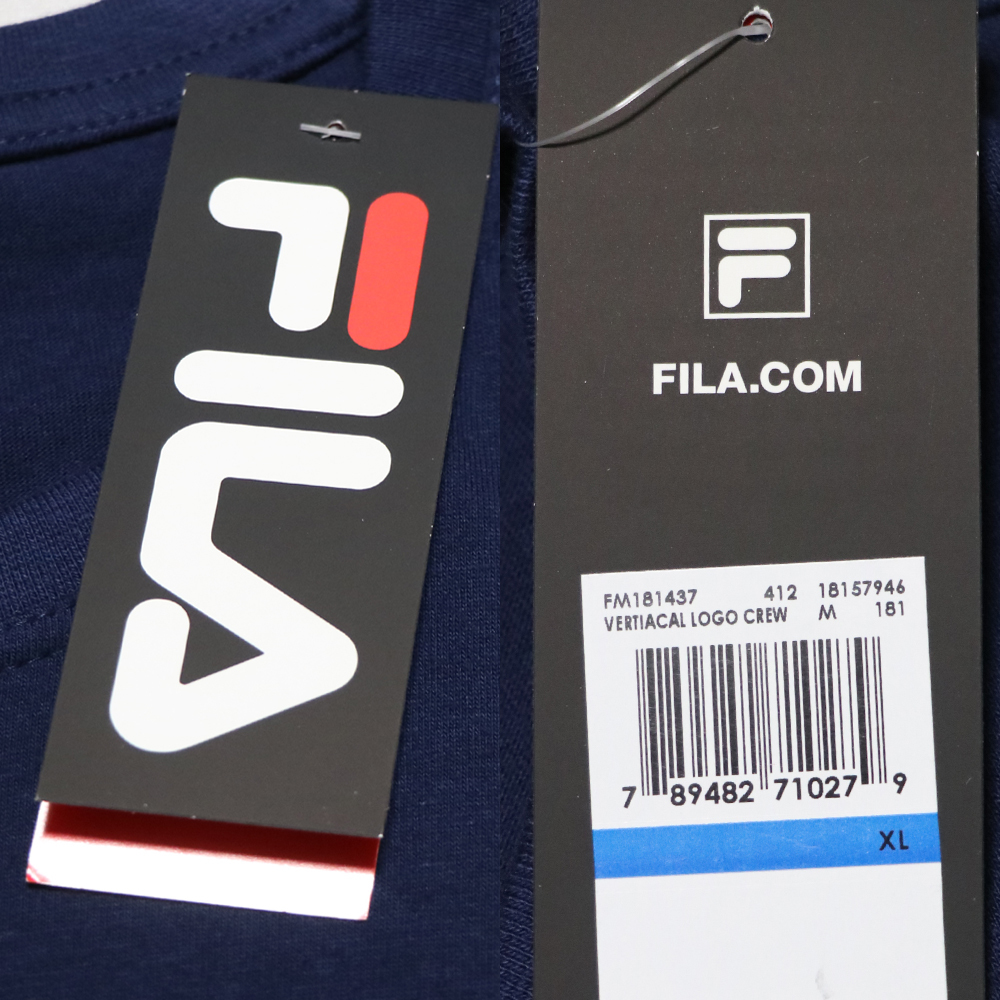 FILA
F
FILA.COM
FM181437 412 18157946
VERTIACAL LOGO CREW M 181
7 89482 71027 9
XL